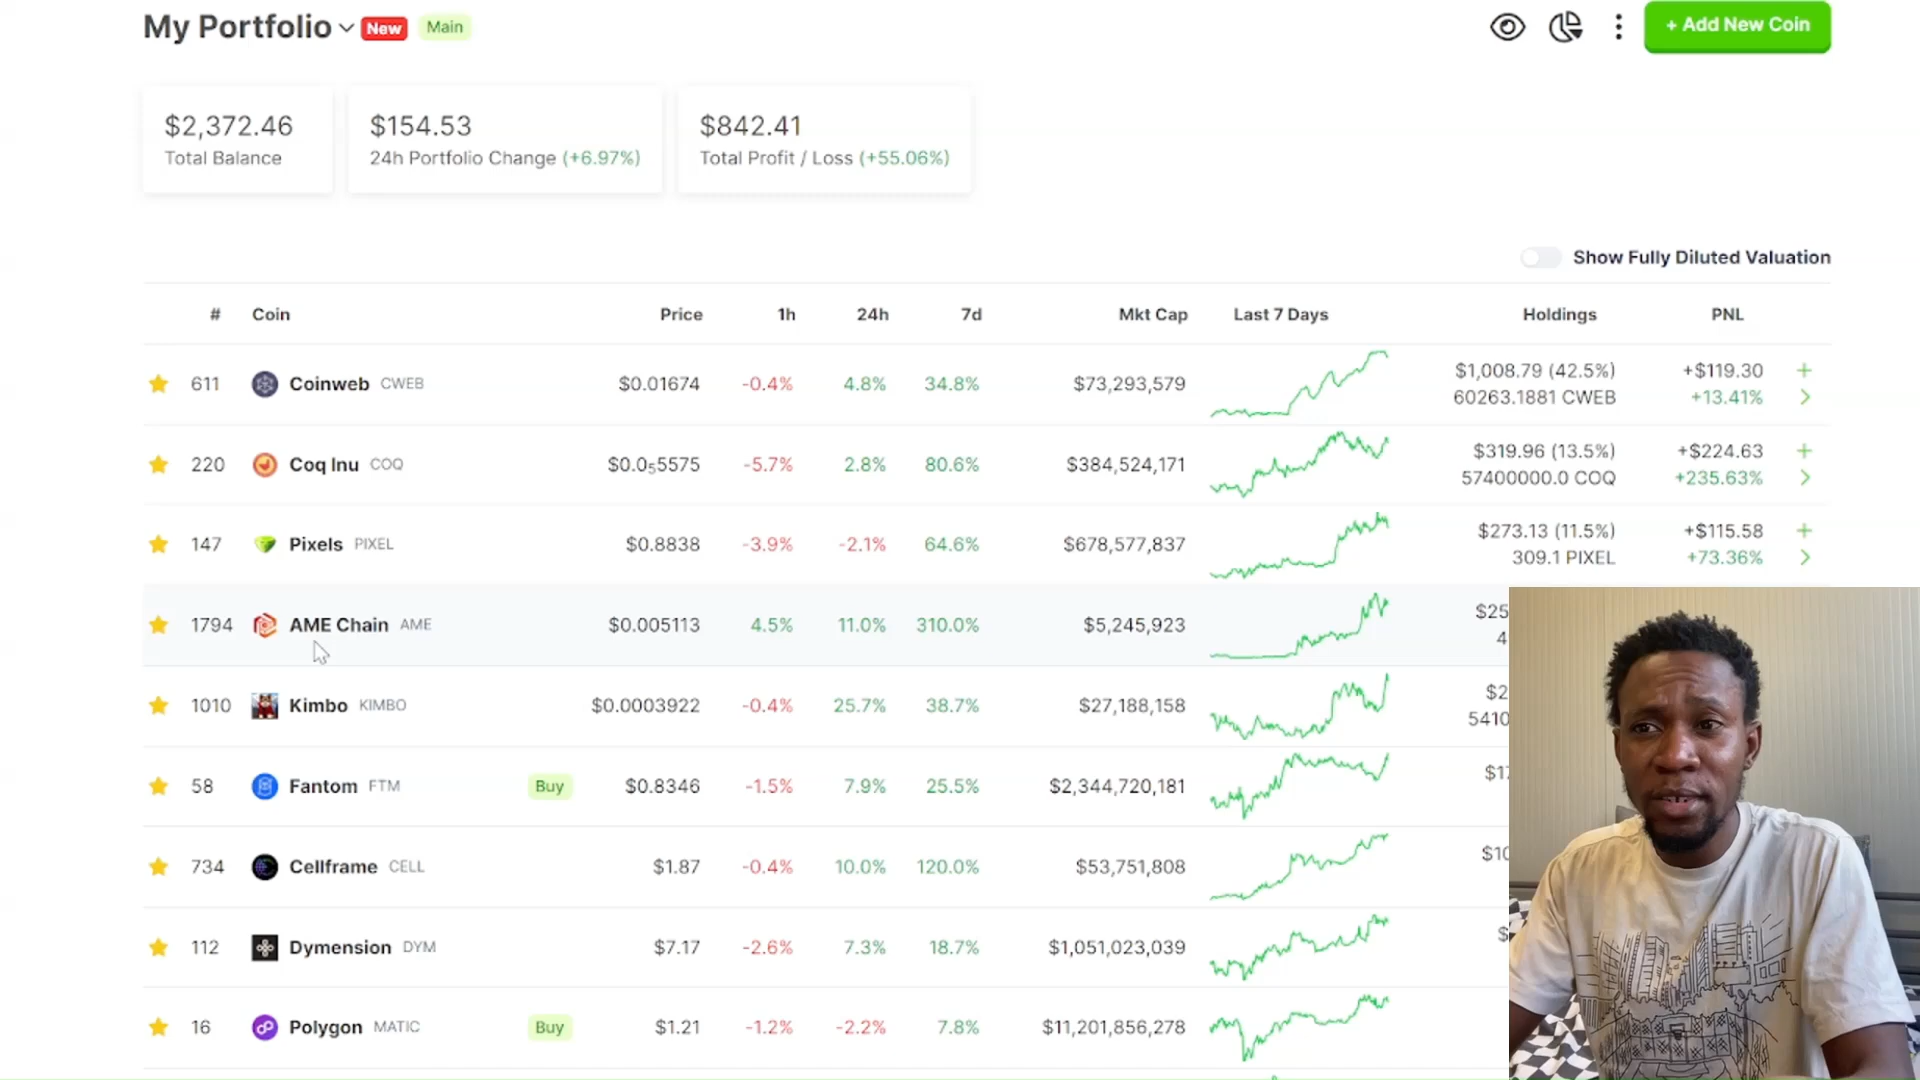 My Portfolio New Main
+ Add New Coin
$2,372.46
Total Balance
$154.53
24h Portfolio Change (+6.97%)
$842.41
Total Profit / Loss (+55.06%)
Show Fully Diluted Valuation
# Coin Price 1h 24h 7d Mkt Cap Last 7 Days Holdings PNL
611 Coinweb CWEB $0.01674 -0.4% 4.8% 34.8% $73,293,579 $1,008.79 (42.5%) +$119.30 +
60263.1881 CWEB +13.41%
220 Coq Inu COQ $0.0₅5575 -5.7% 2.8% 80.6% $384,524,171 $319.96 (13.5%) +$224.63 +
57400000.0 COQ +235.63%
147 Pixels PIXEL $0.8838 -3.9% -2.1% 64.6% $678,577,837 $273.13 (11.5%) +$115.58 +
309.1 PIXEL +73.36%
1794 AME Chain AME $0.005113 4.5% 11.0% 310.0% $5,245,923 $25
4
1010 Kimbo KIMBO $0.0003922 -0.4% 25.7% 38.7% $27,188,158 $2
5410
58 Fantom FTM Buy $0.8346 -1.5% 7.9% 25.5% $2,344,720,181 $17
734 Cellframe CELL $1.87 -0.4% 10.0% 120.0% $53,751,808 $10
112 Dymension DYM $7.17 -2.6% 7.3% 18.7% $1,051,023,039 $
16 Polygon MATIC Buy $1.21 -1.2% -2.2% 7.8% $11,201,856,278